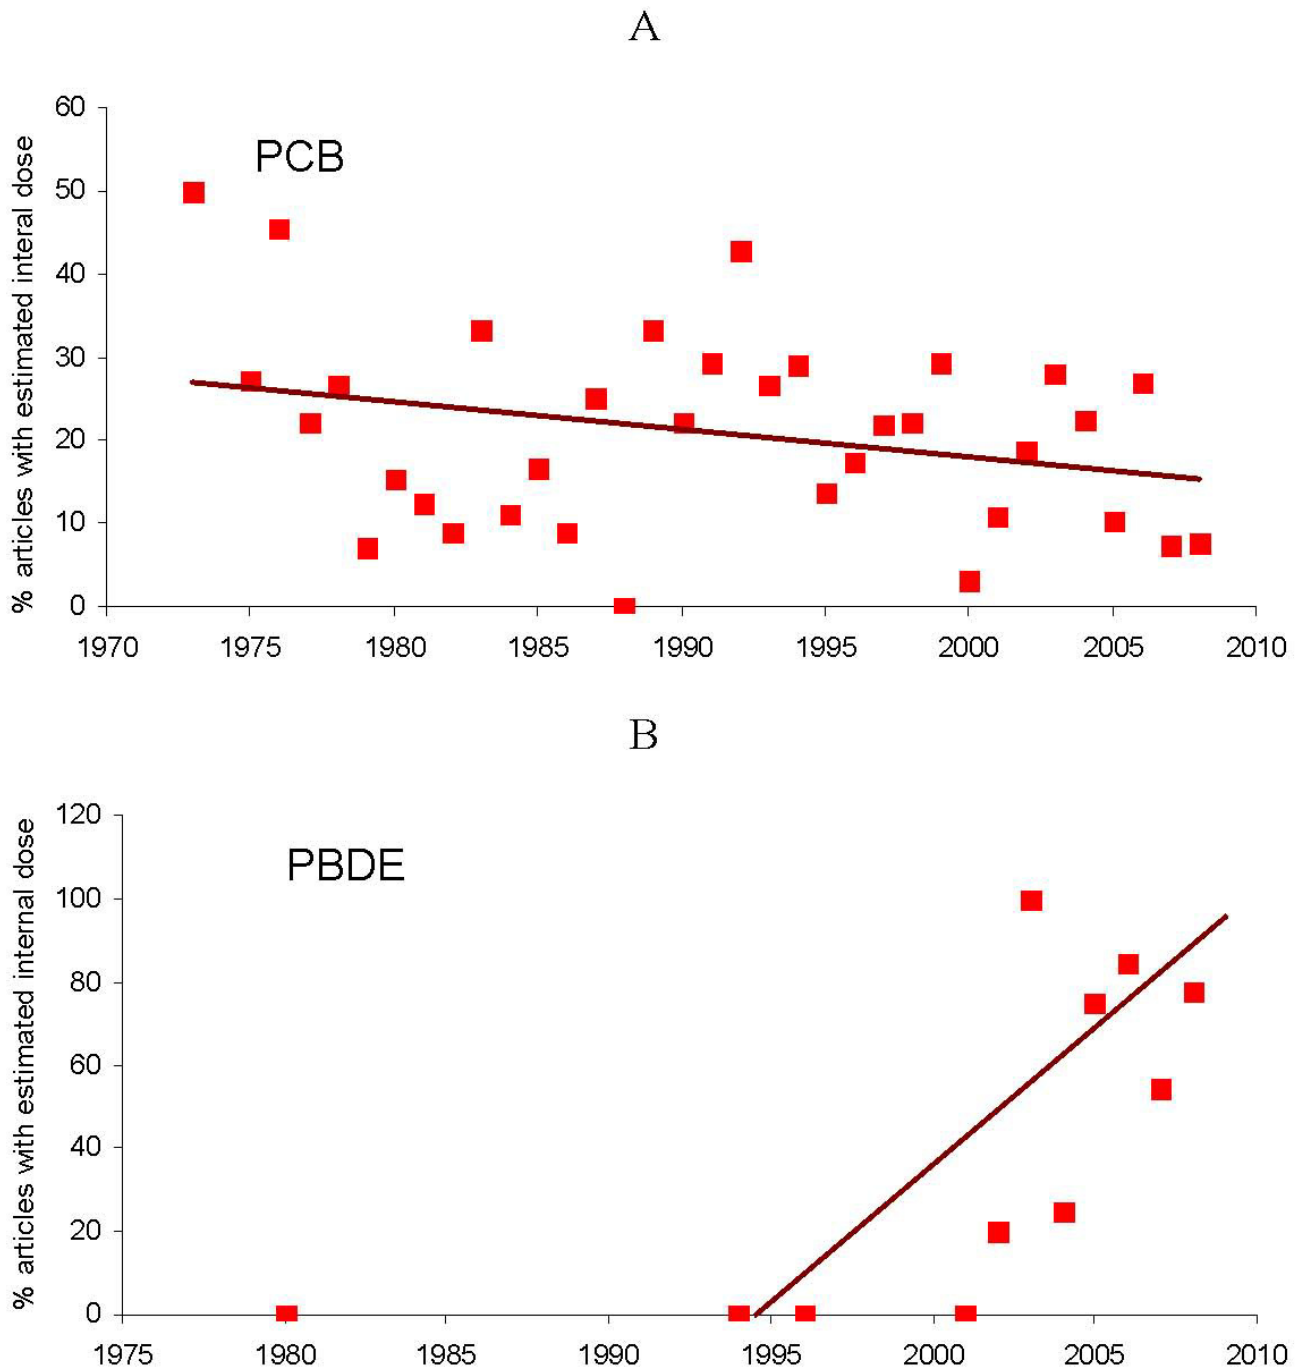 A
% articles with estimated interal dose
PCB
60
50
40
30
20
10
0
1970 1975 1980 1985 1990 1995 2000 2005 2010
B
% articles with estimated internal dose
PBDE
120
100
80
60
40
20
0
1975 1980 1985 1990 1995 2000 2005 2010